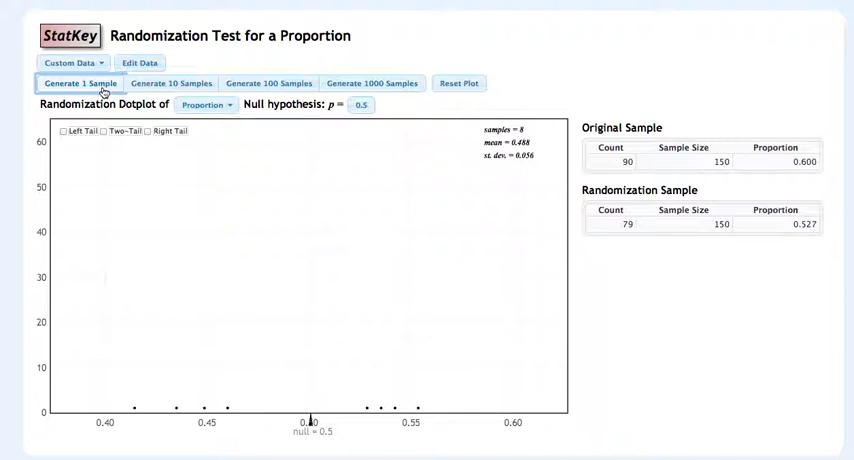 StatKey Randomization Test for a Proportion
Custom Data Edit Data
Generate 1 Sample Generate 10 Samples Generate 100 Samples Generate 1000 Samples Reset Plot
Randomization Dotplot of Proportion Null hypothesis: p = 0.5
Left Tail Two-Tail Right Tail
samples = 8
mean = 0.488
st. dev. = 0.056
60
50
40
30
20
10
0
0.40 0.45 0.50 0.55 0.60
null = 0.5
Original Sample
Count Sample Size Proportion
90 150 0.600
Randomization Sample
Count Sample Size Proportion
79 150 0.527